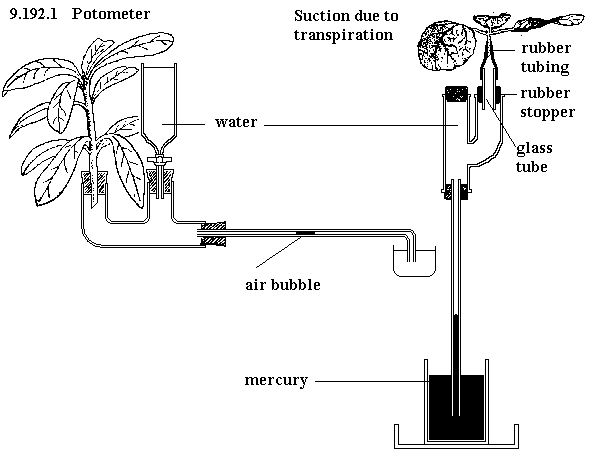 9.192.1 Potometer
Suction due to
transpiration
rubber
tubing
rubber
stopper
water
glass
tube
air bubble
mercury